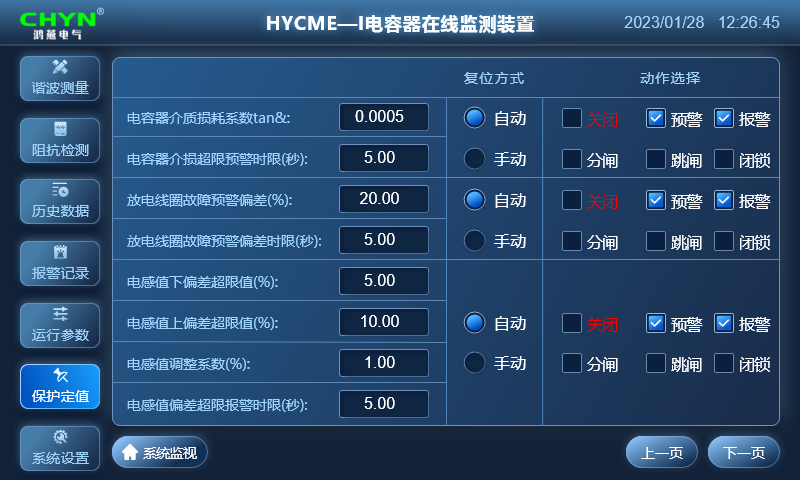 CHYN®
鸿蒸电气
HYCME—I电容器在线监测装置
2023/01/28 12:26:45
谐波测量
阻抗检测
历史数据
报警记录
运行参数
保护定值
系统设置
复位方式 动作选择
电容器介质损耗系数tan&: 0.0005 自动 关闭 预警 报警
电容器介损超限预警时限(秒): 5.00 手动 分闸 跳闸 闭锁
放电线圈故障预警偏差(%): 20.00 自动 关闭 预警 报警
放电线圈故障预警偏差时限(秒): 5.00 手动 分闸 跳闸 闭锁
电感值下偏差超限值(%): 5.00
电感值上偏差超限值(%): 10.00 自动 关闭 预警 报警
电感值调整系数(%): 1.00 手动 分闸 跳闸 闭锁
电感值偏差超限报警时限(秒): 5.00
系统监视 上一页 下一页